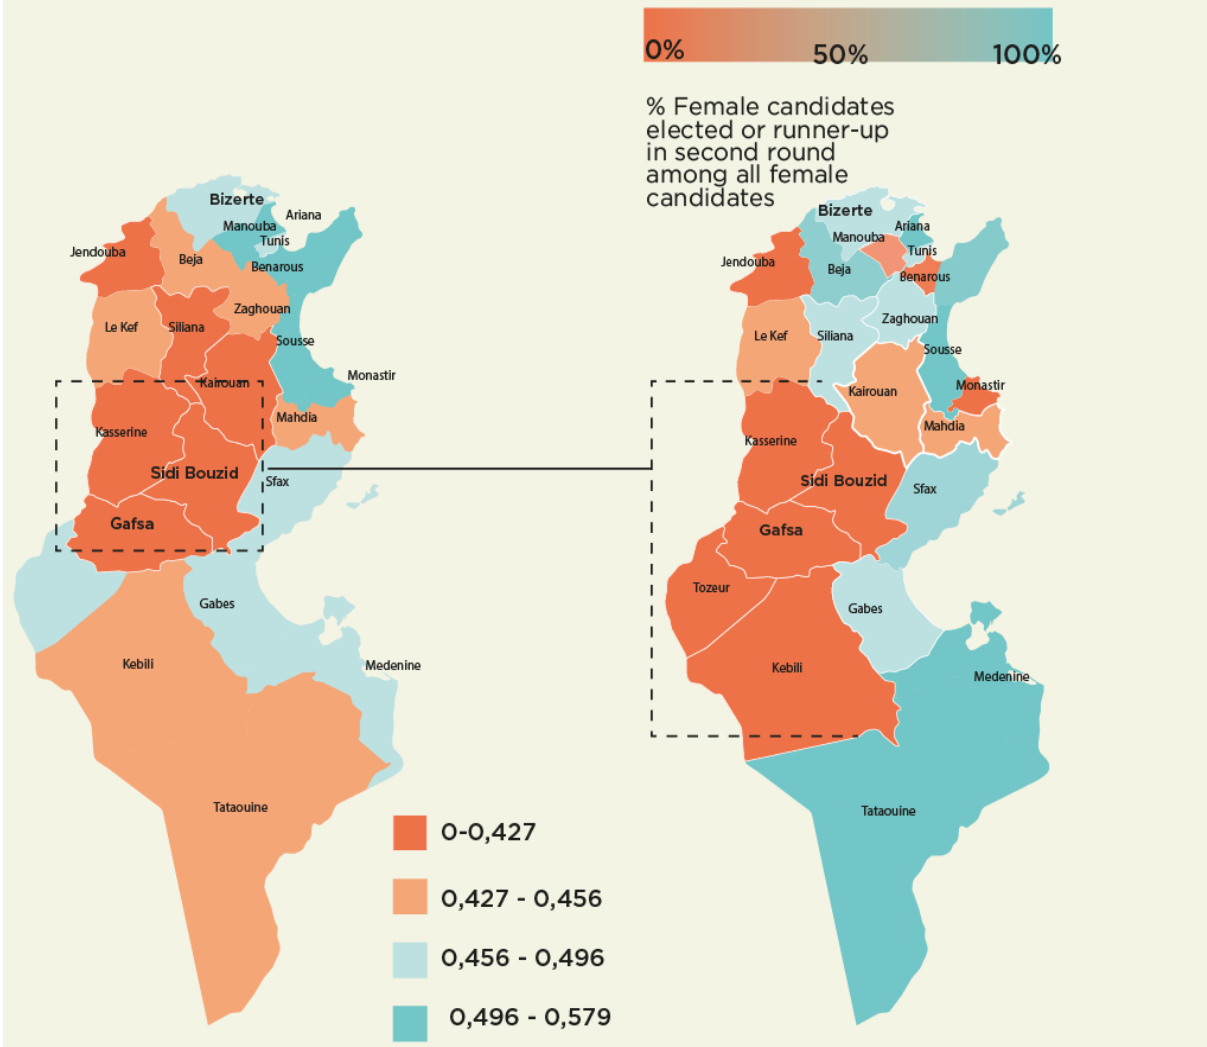 0%
50%
100%
% Female candidates
elected or runner-up
in second round
among all female
candidates
Bizerte
Ariana
Manouba
Tunis
Jendouba
Beja
Benarous
Zaghouan
Le Kef
Siliana
Sousse
Monastir
Kairouan
Mahdia
Kasserine
Sidi Bouzid
Sfax
Gafsa
Gabes
Kebili
Medenine
Tataouine
0-0,427
0,427 - 0,456
0,456 - 0,496
0,496 - 0,579
Bizerte
Ariana
Manouba
Tunis
Jendouba
Beja
Benarous
Zaghouan
Le Kef
Siliana
Sousse
Monastir
Kairouan
Mahdia
Kasserine
Sidi Bouzid
Sfax
Gafsa
Tozeur
Gabes
Kebili
Medenine
Tataouine